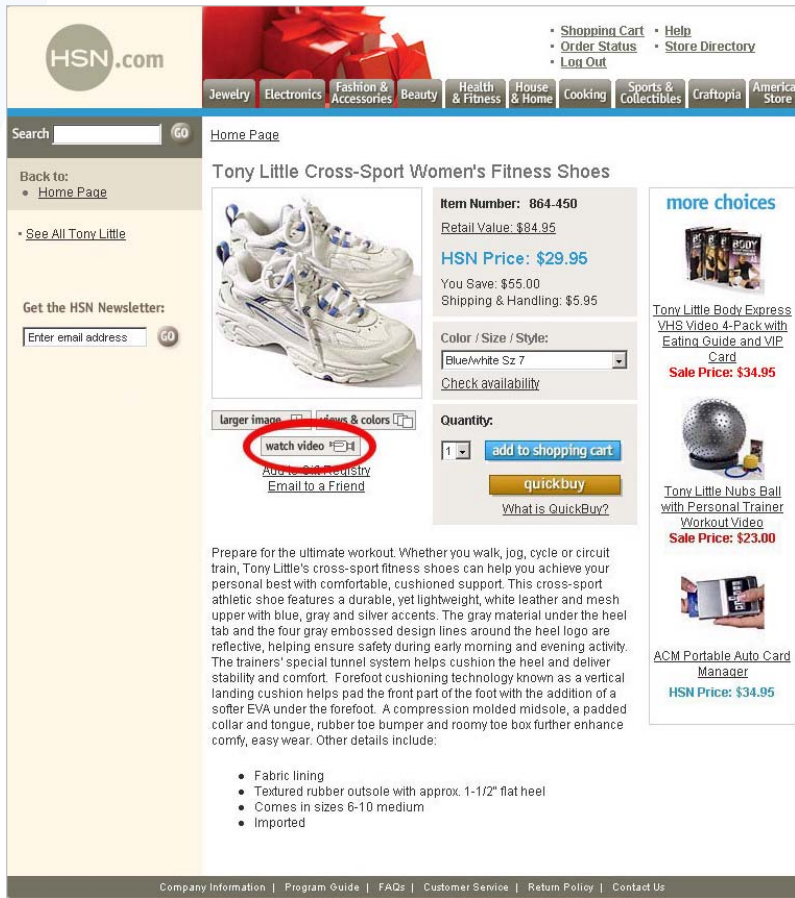 HSN.com
Shopping Cart
Help
Order Status
Store Directory
Log Out
Jewelry
Electronics
Fashion & Accessories
Beauty
Health & Fitness
House & Home
Cooking
Sports & Collectibles
Craftopia
America
Store
Search
GO
Home Page
Back to:
Home Page
See All Tony Little
Get the HSN Newsletter:
Enter email address
GO
Tony Little Cross-Sport Women's Fitness Shoes
larger image
views & colors
watch video
Add to Gift Registry
Email to a Friend
Item Number: 864-450
Retail Value: $84.95
HSN Price: $29.95
You Save: $55.00
Shipping & Handling: $5.95
Color / Size / Style:
Blue/white Sz 7
Check availability
Quantity:
1
add to shopping cart
quickbuy
What is QuickBuy?
more choices
BODY
Tony Little Body Express
VHS Video 4-Pack with
Eating Guide and VIP
Card
Sale Price: $34.95
Tony Little Nubs Ball
with Personal Trainer
Workout Video
Sale Price: $23.00
ACM Portable Auto Card
Manager
HSN Price: $34.95
Prepare for the ultimate workout. Whether you walk, jog, cycle or circuit
train, Tony Little's cross-sport fitness shoes can help you achieve your
personal best with comfortable, cushioned support. This cross-sport
athletic shoe features a durable, yet lightweight, white leather and mesh
upper with blue, gray and silver accents. The gray material under the heel
tab and the four gray embossed design lines around the heel logo are
reflective, helping ensure safety during early morning and evening activity.
The trainers' special tunnel system helps cushion the heel and deliver
stability and comfort. Forefoot cushioning technology known as a vertical
landing cushion helps pad the front part of the foot with the addition of a
softer EVA under the forefoot. A compression molded midsole, a padded
collar and tongue, rubber toe bumper and roomy toe box further enhance
comfy, easy wear. Other details include:
Fabric lining
Textured rubber outsole with approx. 1-1/2" flat heel
Comes in sizes 6-10 medium
Imported
Company Information | Program Guide | FAQs | Customer Service | Return Policy | Contact Us